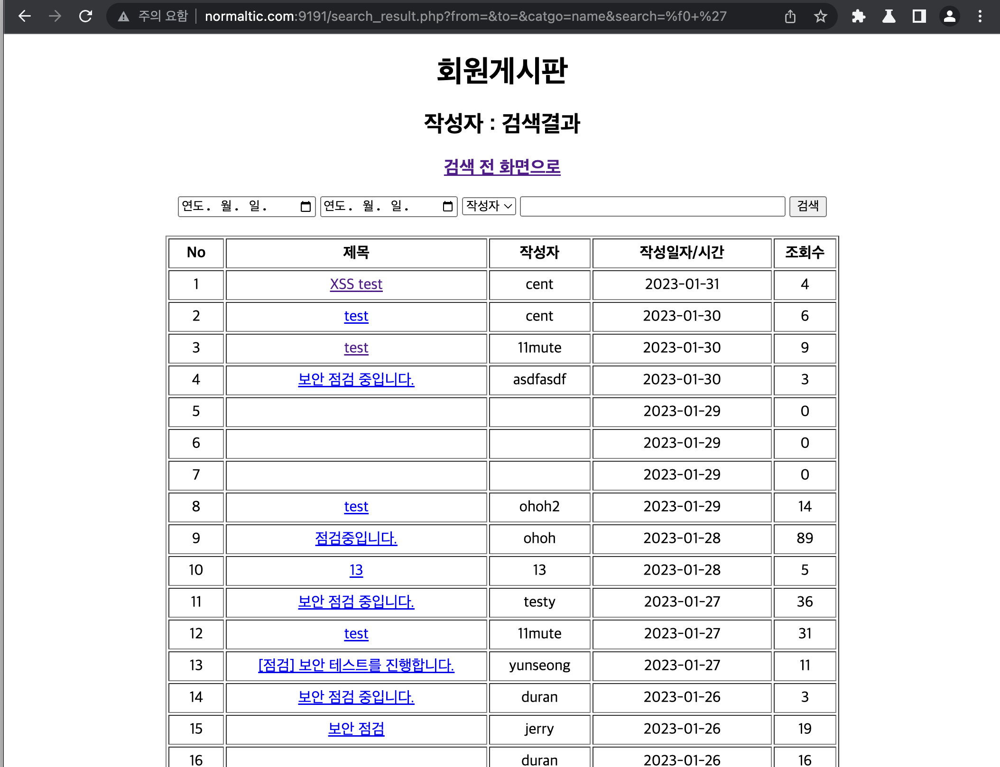 주의 요함 normaltic.com:9191/search_result.php?from=&to=&catgo=name&search=%f0+%27
회원게시판
작성자 : 검색결과
검색 전 화면으로
연도. 월. 일. 연도. 월. 일. 작성자 검색
No 제목 작성자 작성일자/시간 조회수
1 XSS test cent 2023-01-31 4
2 test cent 2023-01-30 6
3 test 11mute 2023-01-30 9
4 보안 점검 중입니다. asdfasdf 2023-01-30 3
5 2023-01-29 0
6 2023-01-29 0
7 2023-01-29 0
8 test ohoh2 2023-01-29 14
9 점검중입니다. ohoh 2023-01-28 89
10 13 13 2023-01-28 5
11 보안 점검 중입니다. testy 2023-01-27 36
12 test 11mute 2023-01-27 31
13 [점검] 보안 테스트를 진행합니다. yunseong 2023-01-27 11
14 보안 점검 중입니다. duran 2023-01-26 3
15 보안 점검 jerry 2023-01-26 19
16 duran 2023-01-26 16